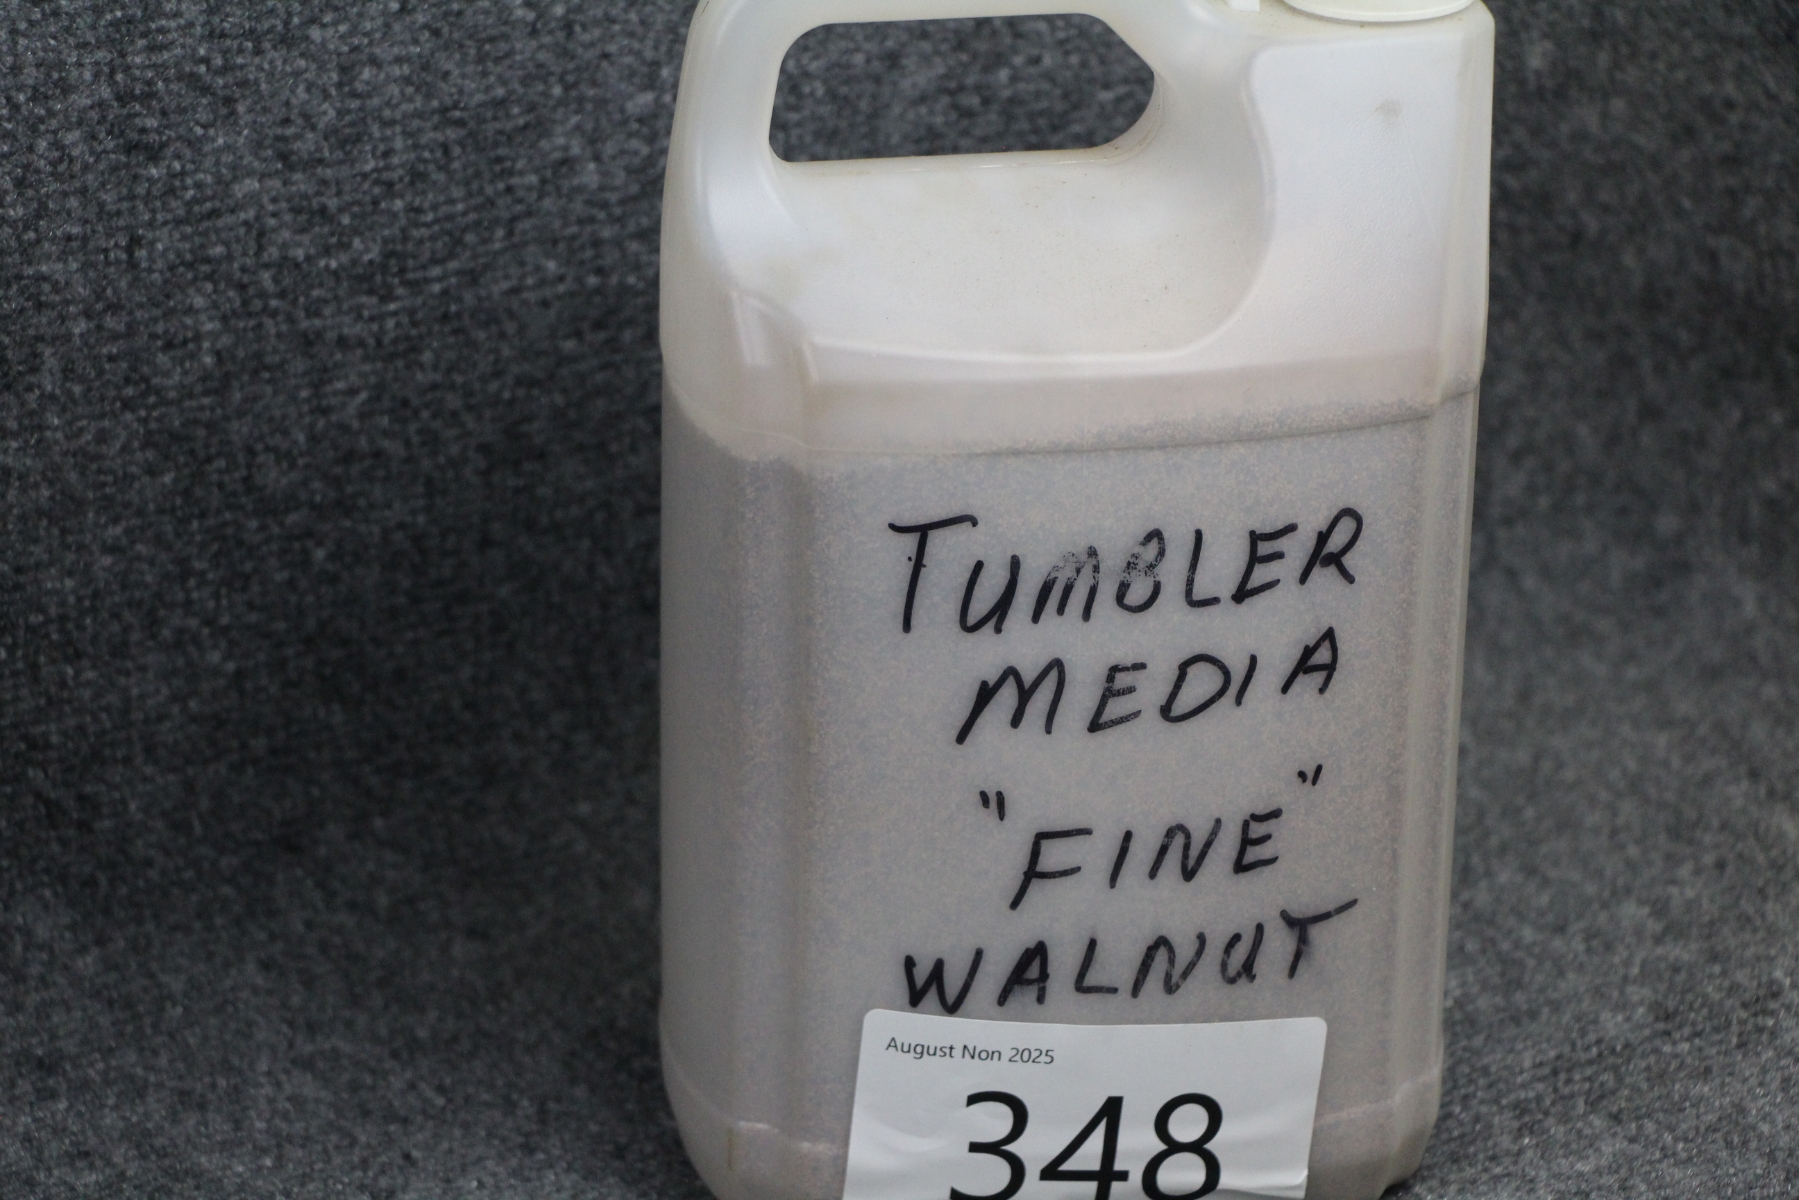 TUMBLER
MEDIA
"FINE"
WALNUT
August Non 2025
348